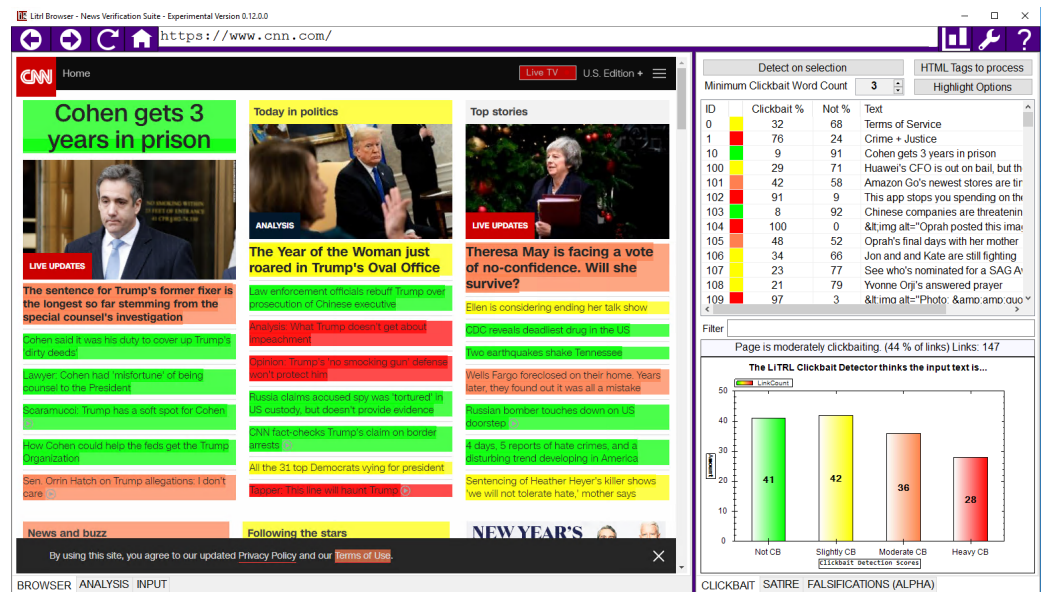 Litrl Browser - News Verification Suite - Experimental Version 0.12.0.0
https://www.cnn.com/
CNN
Home
Live TV
U.S. Edition +
Cohen gets 3
years in prison
LIVE UPDATES
The sentence for Trump's former fixer is
the longest so far stemming from the
special counsel's investigation
Cohen said it was his duty to cover up Trump's
'dirty deeds'
Lawyer: Cohen had 'misfortune' of being
counsel to the President
Scaramucci: Trump has a soft spot for Cohen
How Cohen could help the feds get the Trump
Organization
Sen. Orrin Hatch on Trump allegations: I don't
care
News and buzz
Today in politics
ANALYSIS
The Year of the Woman just
roared in Trump's Oval Office
Law enforcement officials rebuff Trump over
prosecution of Chinese executive
Analysis: What Trump doesn't get about
impeachment
Opinion: Trump's 'no smoking gun' defense
won't protect him
Russia claims accused spy was 'tortured' in
US custody, but doesn't provide evidence
CNN fact-checks Trump's claim on border
arrests
All the 31 top Democrats vying for president
Tapper: This line will haunt Trump
Following the stars
Top stories
LIVE UPDATES
Theresa May is facing a vote
of no-confidence. Will she
survive?
Ellen is considering ending her talk show
CDC reveals deadliest drug in the US
Two earthquakes shake Tennessee
Wells Fargo foreclosed on their home. Years
later, they found out it was all a mistake
Russian bomber touches down on US
doorstep
4 days, 5 reports of hate crimes, and a
disturbing trend developing in America
Sentencing of Heather Heyer's killer shows
'we will not tolerate hate,' mother says
NEW YEAR'S
By using this site, you agree to our updated Privacy Policy and our Terms of Use.
BROWSER ANALYSIS INPUT
Detect on selection
HTML Tags to process
Minimum Clickbait Word Count 3
Highlight Options
ID Clickbait % Not % Text
0 32 68 Terms of Service
1 76 24 Crime + Justice
10 9 91 Cohen gets 3 years in prison
100 29 71 Huawei's CFO is out on bail, but th
101 42 58 Amazon Go's newest stores are tin
102 91 9 This app stops you spending on the
103 8 92 Chinese companies are threatenin
104 100 0 &lt;img alt="Oprah posted this imag
105 48 52 Oprah's final days with her mother
106 34 66 Jon and and Kate are still fighting
107 23 77 See who's nominated for a SAG A
108 21 79 Yvonne Orji's answered prayer
109 97 3 &lt;img alt="Photo: &amp;amp;quo
Filter
Page is moderately clickbaiting. (44 % of links) Links: 147
The LiTRL Clickbait Detector thinks the input text is...
LinkCount
50
40
30
20
10
0
Amount
41
42
36
28
Not CB
Slightly CB
Moderate CB
Heavy CB
Clickbait Detection Scores
CLICKBAIT SATIRE FALSIFICATIONS (ALPHA)